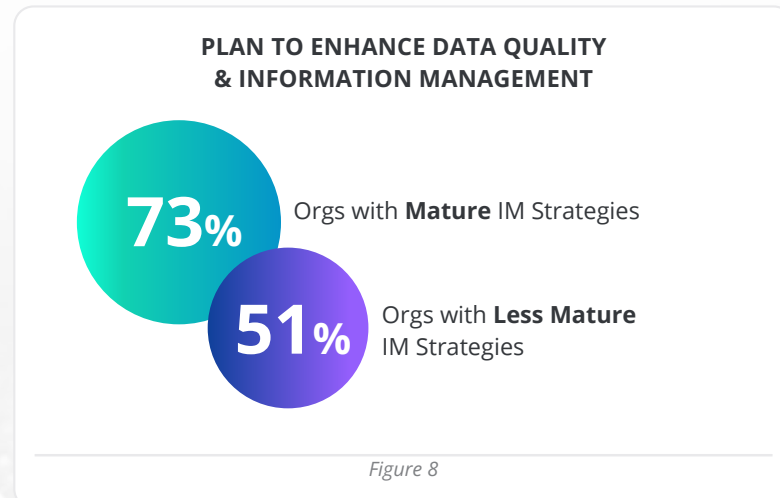 PLAN TO ENHANCE DATA QUALITY
& INFORMATION MANAGEMENT
73%
Orgs with Mature IM Strategies
51%
Orgs with Less Mature
IM Strategies
Figure 8